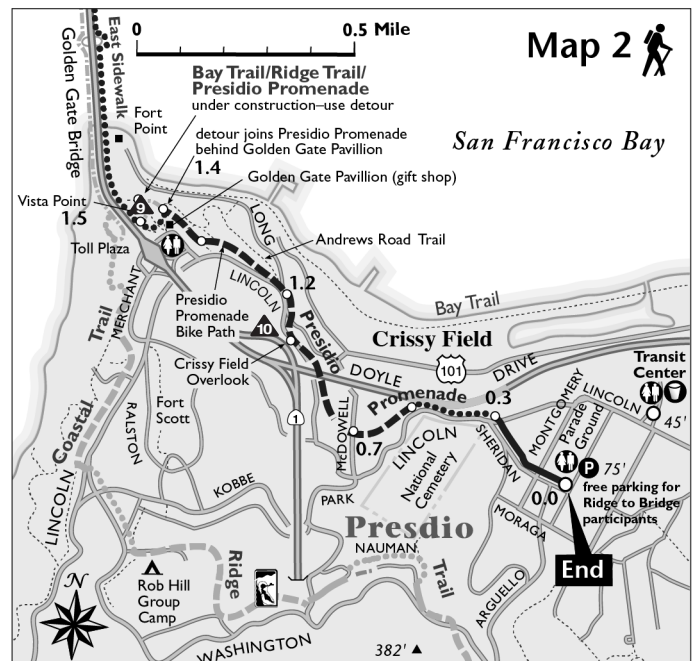 0
0.5 Mile
Map 2
East Sidewalk
Golden Gate Bridge
Bay Trail/Ridge Trail/
Presidio Promenade
under construction–use detour
Fort
Point
detour joins Presidio Promenade
behind Golden Gate Pavillion
1.4
San Francisco Bay
Golden Gate Pavillion (gift shop)
Vista Point
1.5
9
LONG
Toll Plaza
Andrews Road Trail
LINCOLN
1.2
MERCHANT
Presidio
Promenade
Bike Path
10
Bay Trail
Trail
Presidio
Crissy Field
Crissy Field
Overlook
101
DOYLE
DRIVE
Transit
Center
Promenade
0.3
MONTGOMERY
LINCOLN
45'
Parade
Ground
RALSTON
Fort
Scott
1
McDOWELL
0.7
LINCOLN
SHERIDAN
Coastal
National
Cemetery
P
75'
free parking for
Ridge to Bridge
participants
0.0
KOBBE
PARK
MORAGA
LINCOLN
Presdio
NAUMAN
End
N
Ridge
Trail
Rob Hill
Group
Camp
ARGUELLO
WASHINGTON
382'